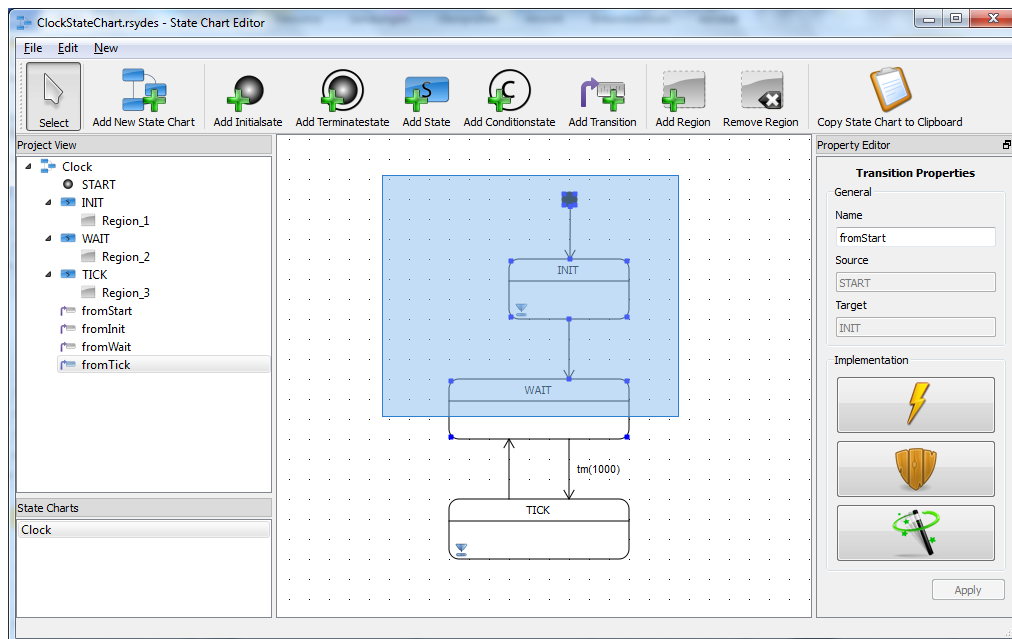 ClockStateChart.rsydes - State Chart Editor
File Edit New
Select
Add New State Chart
Add Initialsate
Add Terminatestate
Add State
Add Conditionstate
Add Transition
Add Region
Remove Region
Copy State Chart to Clipboard
Project View
Clock
START
INIT
Region_1
WAIT
Region_2
TICK
Region_3
fromStart
fromInit
fromWait
fromTick
State Charts
Clock
S
C
INIT
WAIT
tm(1000)
TICK
Property Editor
Transition Properties
General
Name
fromStart
Source
START
Target
INIT
Implementation
Apply